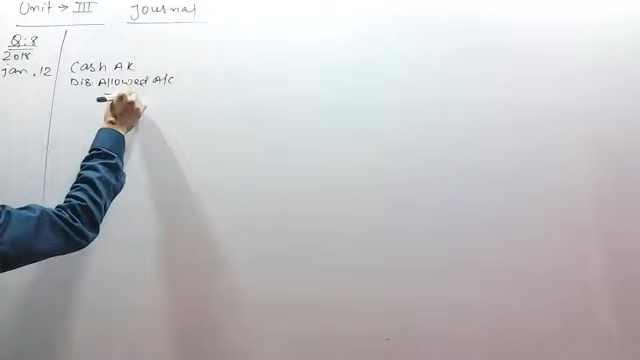 Unit → III Journal
Q:8
2018
Jan. 12 Cash A/c
Dis. Allowed A/c